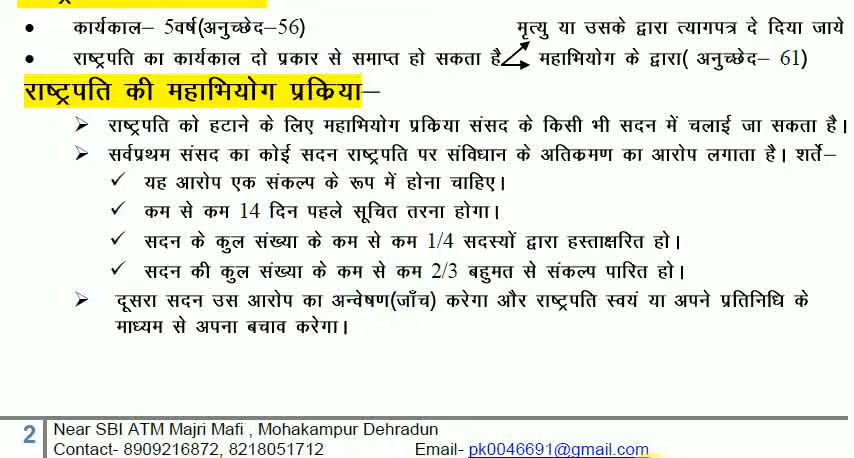 कार्यकाल– 5वर्ष(अनुच्छेद–56) मृत्यु या उसके द्वारा त्यागपत्र दे दिया जाये
राष्ट्रपति का कार्यकाल दो प्रकार से समाप्त हो सकता है महाभियोग के द्वारा( अनुच्छेद– 61)
राष्ट्रपति की महाभियोग प्रकिया–
राष्ट्रपति को हटाने के लिए महाभियोग प्रकिया संसद के किसी भी सदन में चलाई जा सकता है।
सर्वप्रथम संसद का कोई सदन राष्ट्रपति पर संविधान के अतिकमण का आरोप लगाता है। शर्ते–
यह आरोप एक संकल्प के रूप में होना चाहिए।
कम से कम 14 दिन पहले सूचित तरना होगा।
सदन के कुल संख्या के कम से कम 1/4 सदस्यों द्वारा हस्ताक्षरित हो।
सदन की कुल संख्या के कम से कम 2/3 बहुमत से संकल्प पारित हो।
दूसरा सदन उस आरोप का अन्वेषण(जाँच) करेगा और राष्ट्रपति स्वयं या अपने प्रतिनिधि के
माध्यम से अपना बचाव करेगा।
2 Near SBI ATM Majri Mafi , Mohakampur Dehradun
Contact- 8909216872, 8218051712 Email- pk0046691@gmail.com